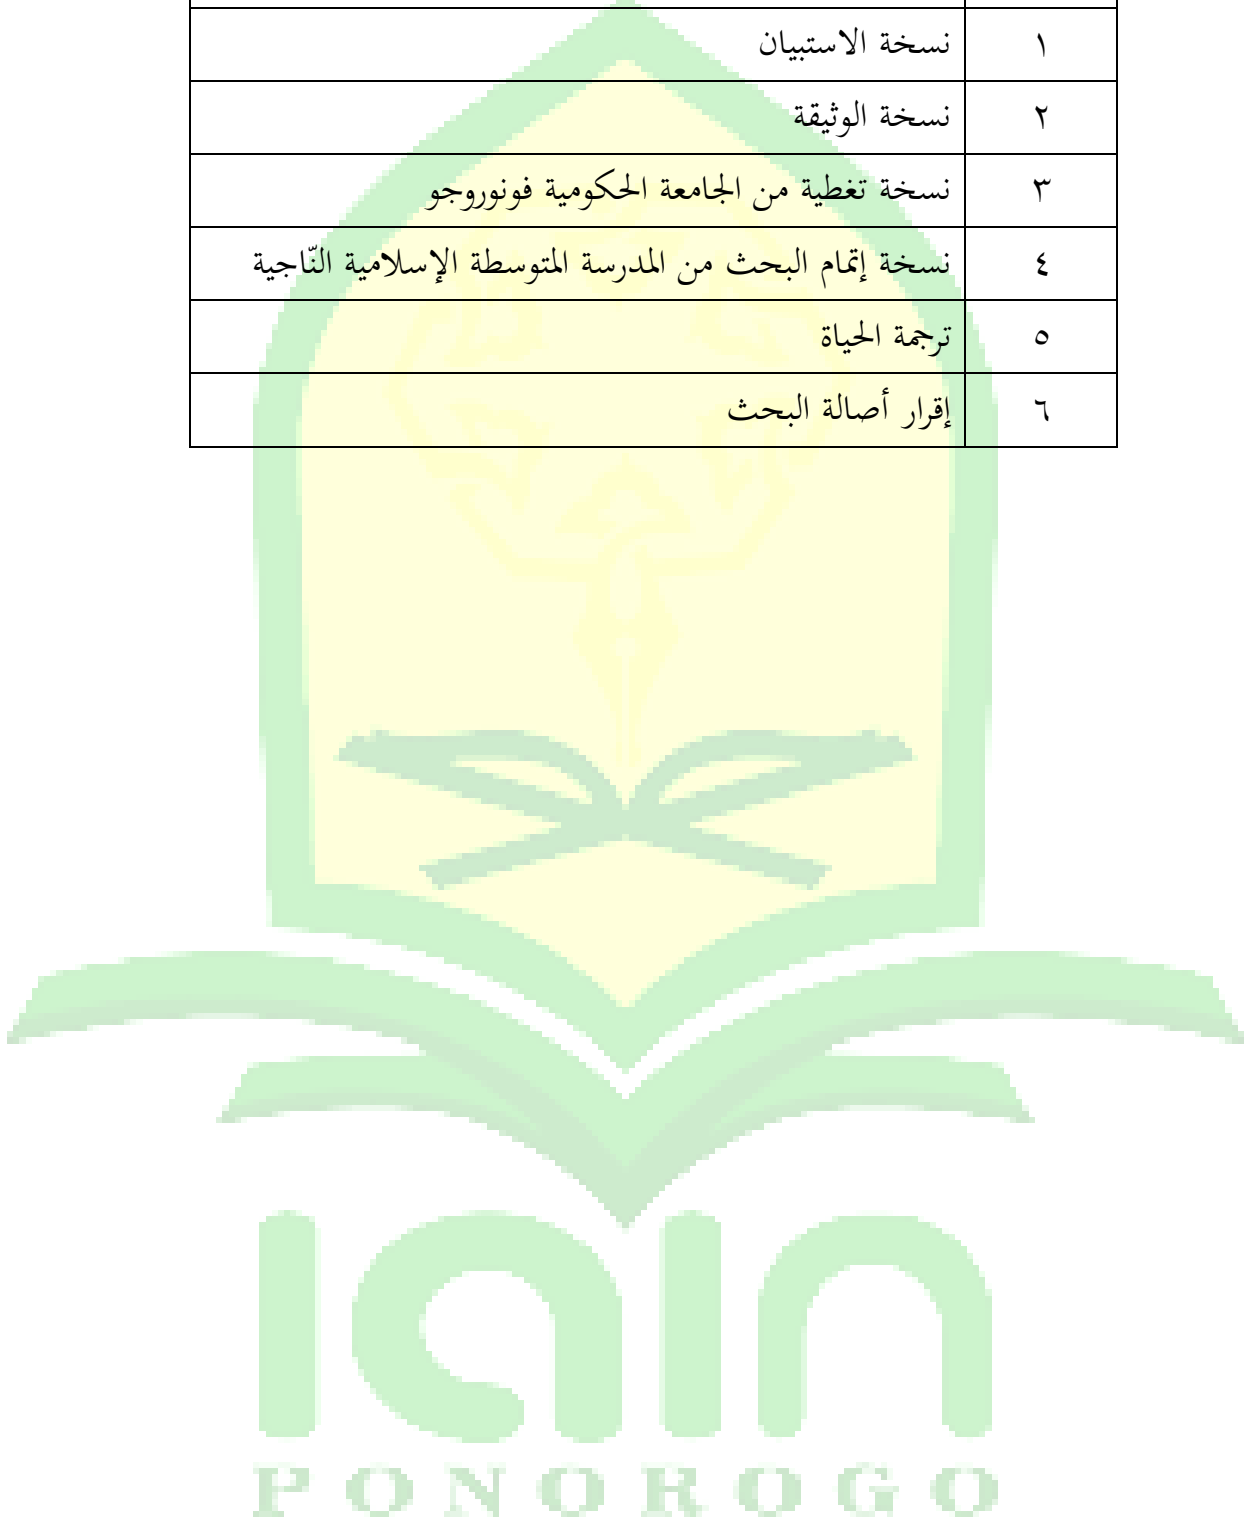 ١ نسخة الاستبيان
٢ نسخة الوثيقة
٣ نسخة تغطية من الجامعة الحكومية فونوروجو
٤ نسخة إتمام البحث من المدرسة المتوسطة الإسلامية النّاجية
٥ ترجمة الحياة
٦ إقرار أصالة البحث
iain
PONOROGO